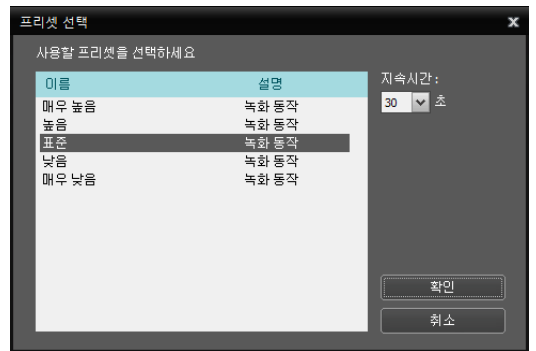 프리셋 선택 x
사용할 프리셋을 선택하세요
이름 설명
매우 높음 녹화 동작
높음 녹화 동작
표준 녹화 동작
낮음 녹화 동작
매우 낮음 녹화 동작
지속시간:
30 초
확인
취소